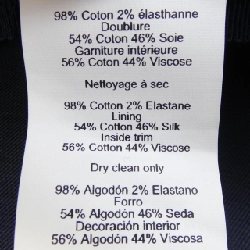 98% Coton 2% élasthanne
Doublure
54% Coton 46% Soie
Garniture intérieure
56% Coton 44% Viscose
Nettoyage à sec
98% Cotton 2% Elastane
Lining
54% Cotton 46% Silk
Inside trim
56% Cotton 44% Viscose
Dry clean only
98% Algodón 2% Elastano
Forro
54% Algodón 46% Seda
Decoración interior
56% Algodón 44% Viscosa